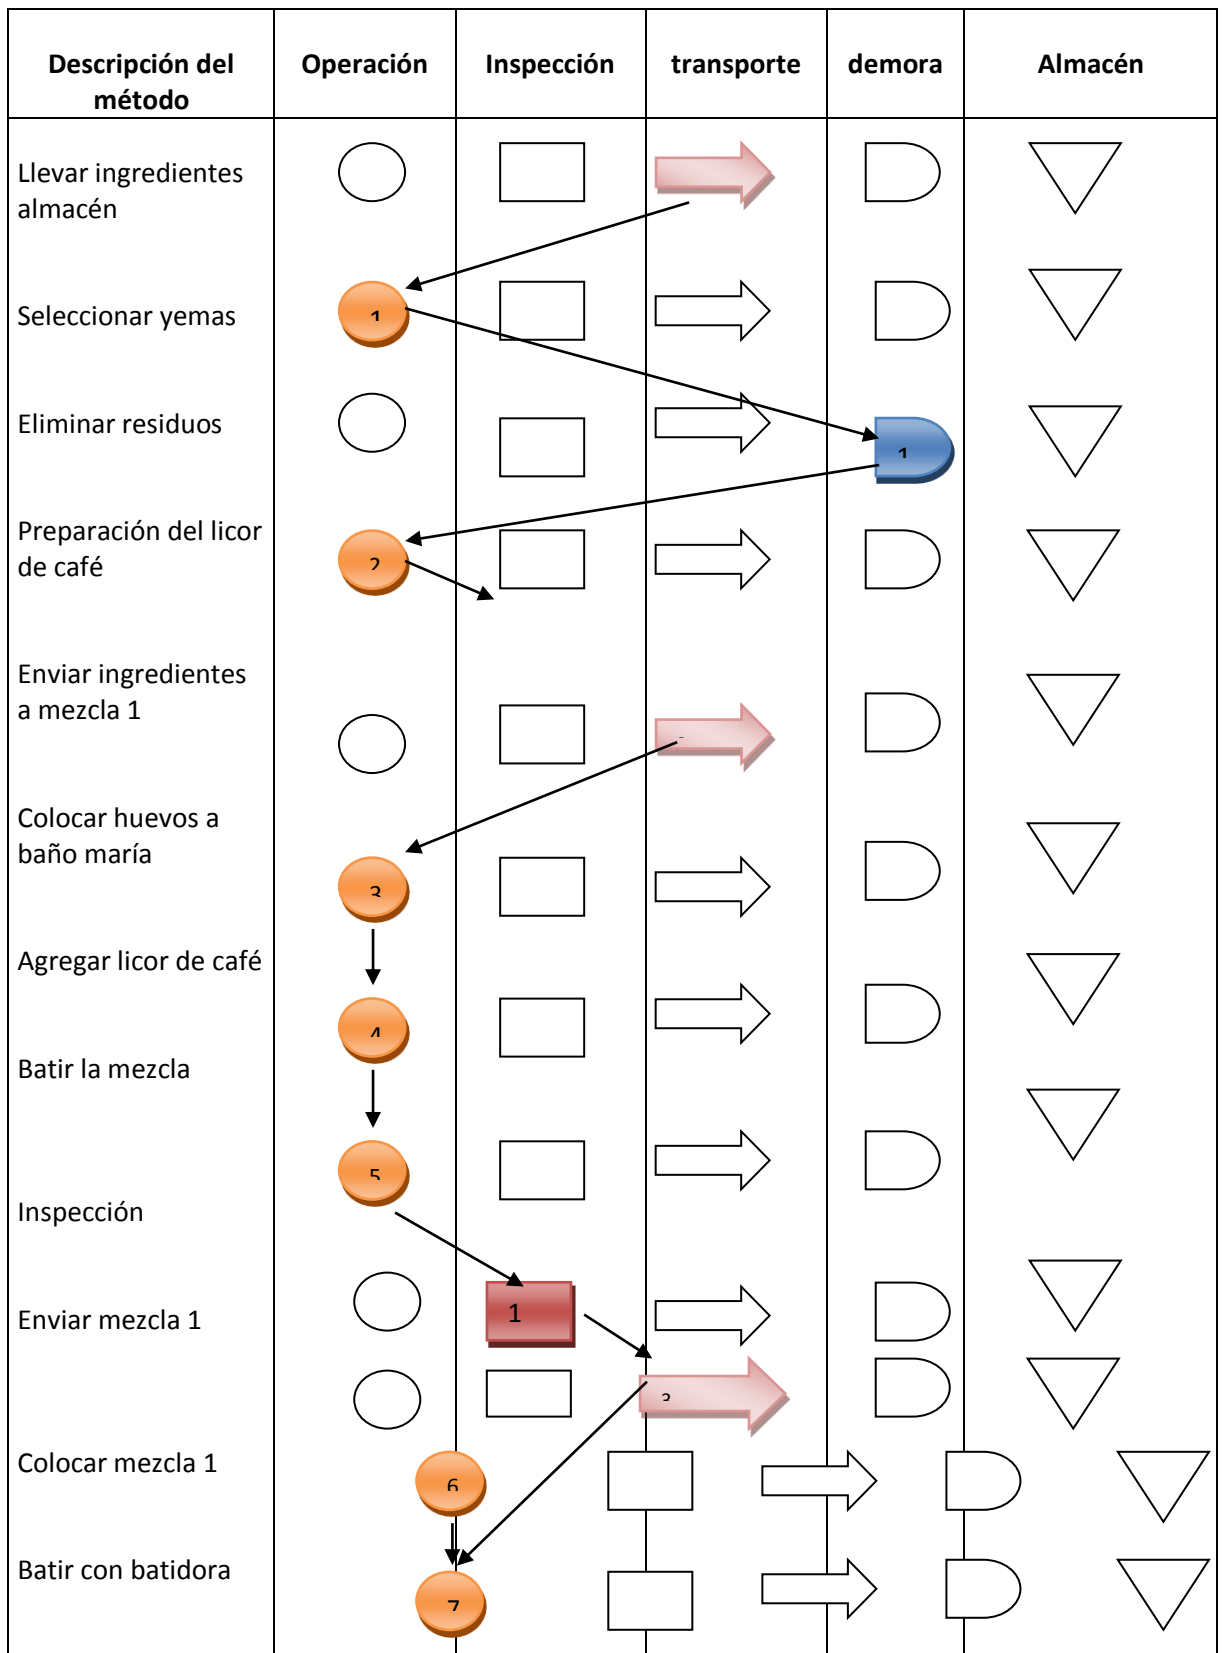 Descripción del
método
Operación
Inspección
transporte
demora
Almacén
Llevar ingredientes
almacén
Seleccionar yemas
1
Eliminar residuos
1
Preparación del licor
de café
2
Enviar ingredientes
a mezcla 1
Colocar huevos a
baño maría
3
Agregar licor de café
4
Batir la mezcla
5
Inspección
1
Enviar mezcla 1
3
Colocar mezcla 1
6
Batir con batidora
7